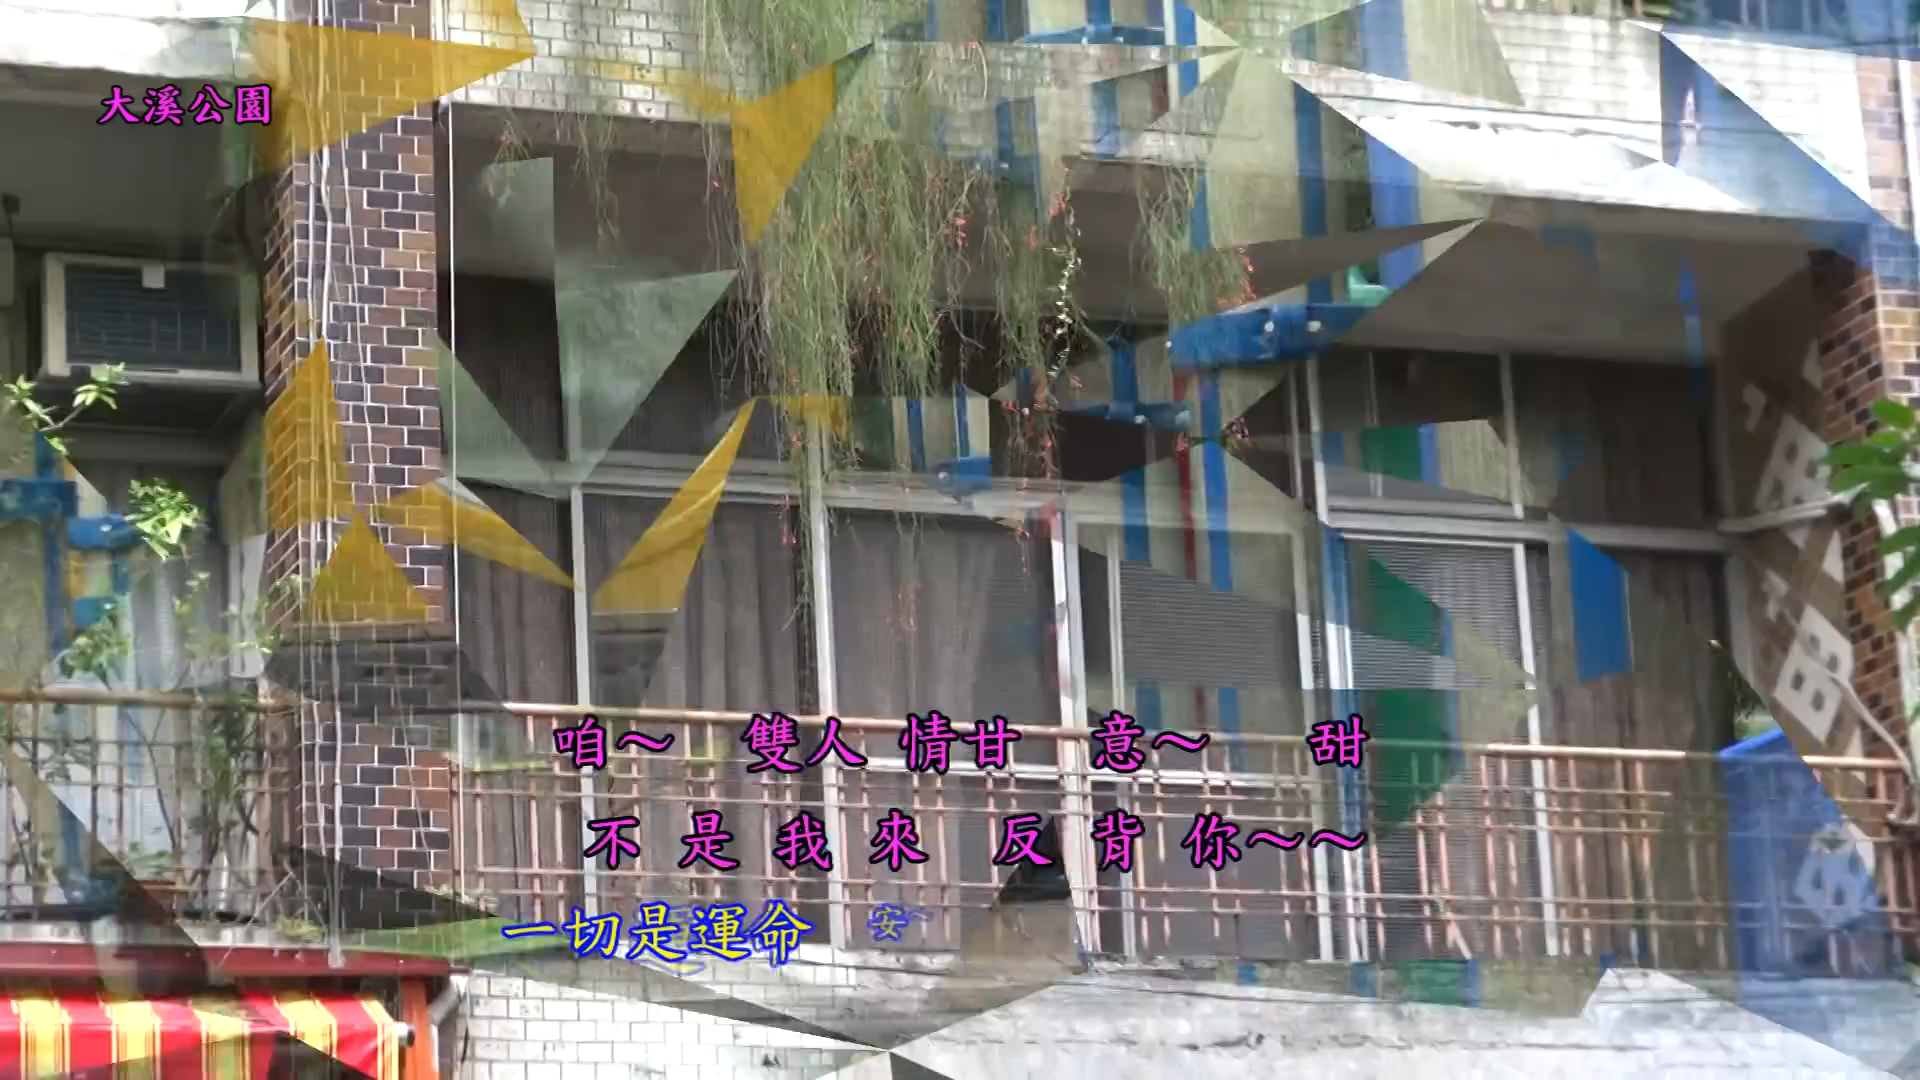 大溪公園
咱～ 雙人 情甘 意～ 甜
不 是 我 來 反 背 你～～
一切是運命 安~